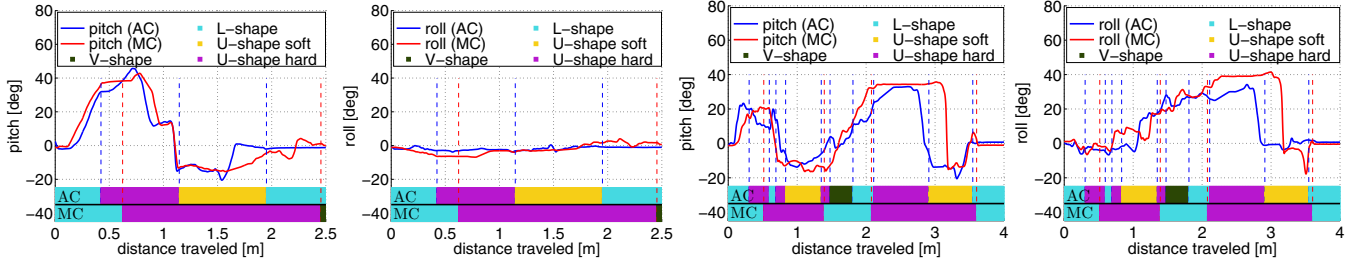 80
60
40
20
0
−20
−40
pitch [deg]
pitch (AC)
pitch (MC)
V−shape
L−shape
U−shape soft
U−shape hard
AC
MC
0 0.5 1 1.5 2 2.5
distance traveled [m]
80
60
40
20
0
−20
−40
roll [deg]
roll (AC)
roll (MC)
V−shape
L−shape
U−shape soft
U−shape hard
AC
MC
0 0.5 1 1.5 2 2.5
distance traveled [m]
80
60
40
20
0
−20
−40
pitch [deg]
roll (AC)
pitch (MC)
V−shape
L−shape
U−shape soft
U−shape hard
AC
MC
0 1 2 3 4
distance traveled [m]
80
60
40
20
0
−20
−40
roll [deg]
roll (AC)
roll (MC)
V−shape
L−shape
U−shape soft
U−shape hard
AC
MC
0 1 2 3 4
distance traveled [m]